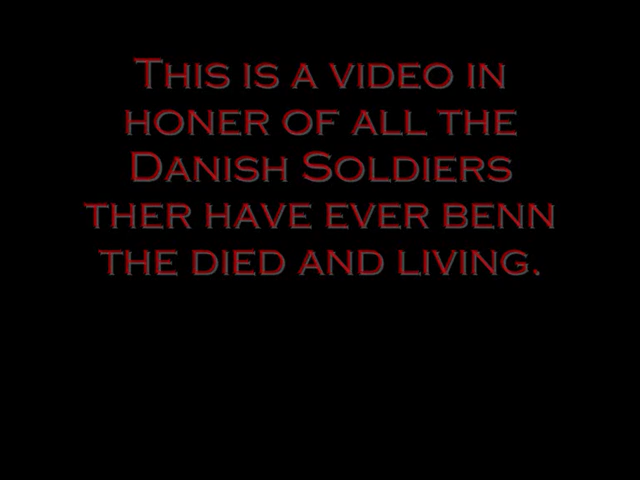 This is a video in
honer of all the
Danish Soldiers
ther have ever benn
the died and living.